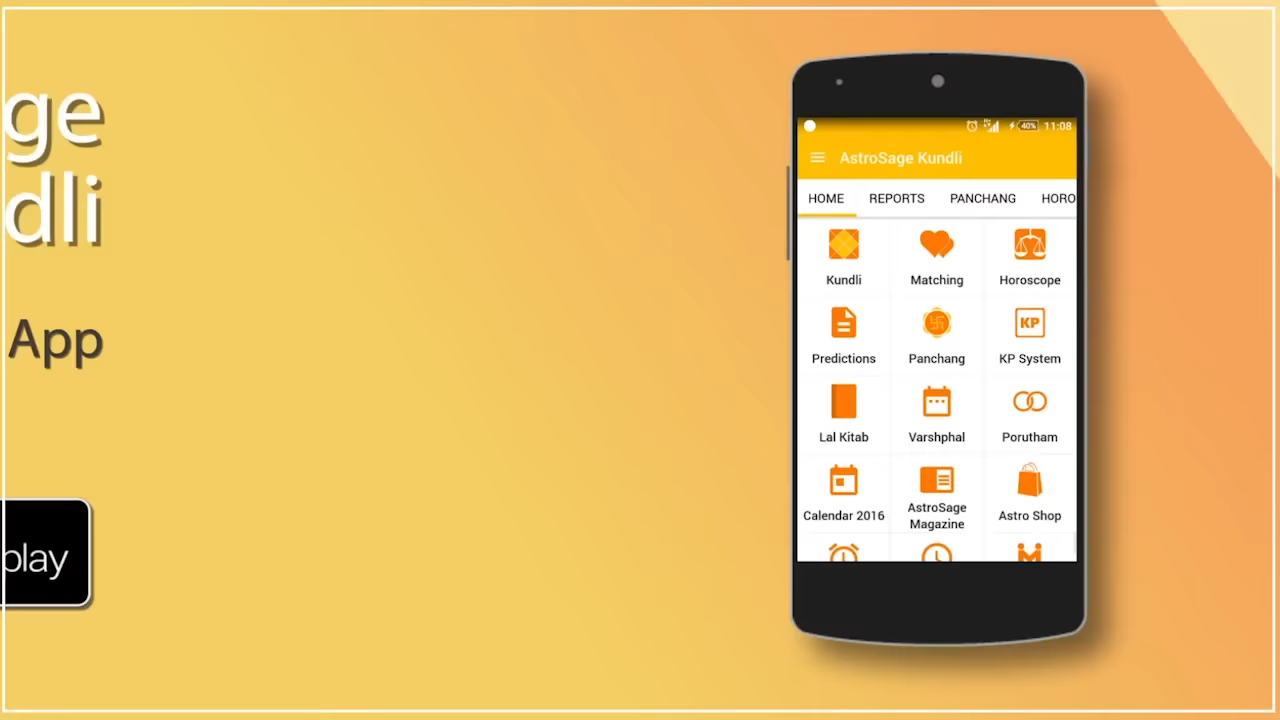 ge
dli
App
play
40% 11:08
AstroSage Kundli
HOME REPORTS PANCHANG HORO
Kundli Matching Horoscope
KP
Predictions Panchang KP System
Lal Kitab Varshphal Porutham
Calendar 2016 AstroSage Magazine Astro Shop